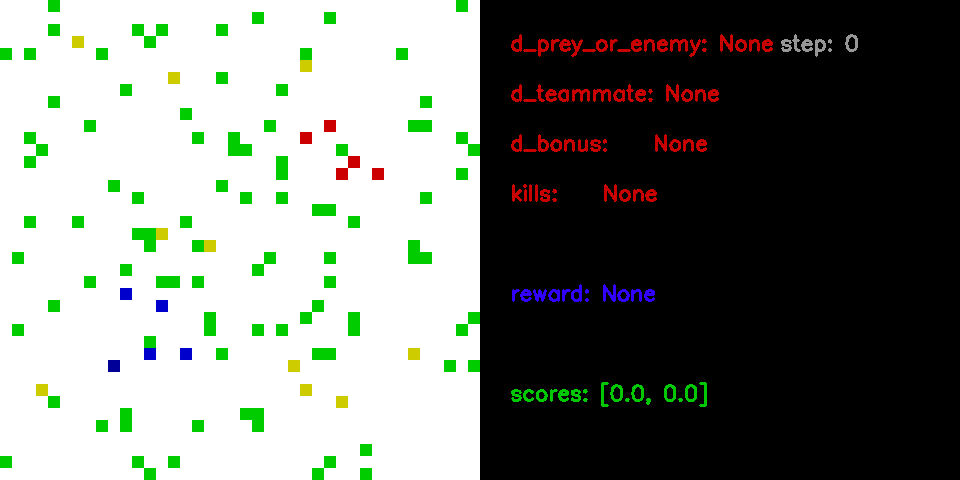 d_prey_or_enemy: None step: 0
d_teammate: None
d_bonus: None
kills: None
reward: None
scores: [0.0, 0.0]